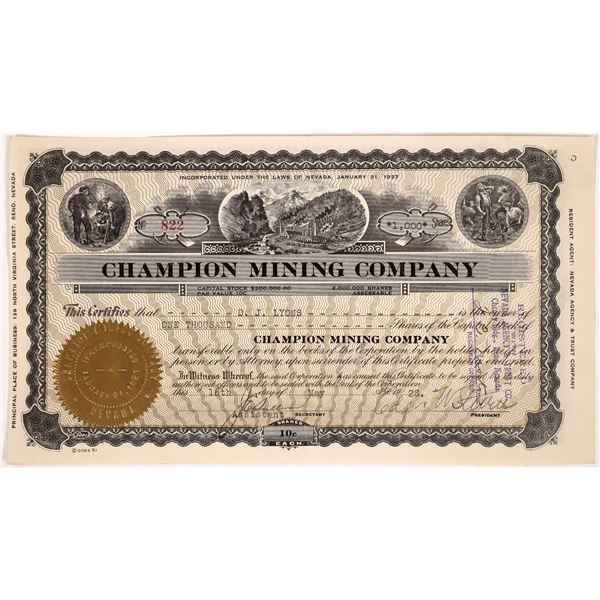 INCORPORATED UNDER THE LAWS OF NEVADA, JANUARY 21, 1927
No 822
*1,000* Shares
CHAMPION MINING COMPANY
CAPITAL STOCK $200,000.00 2,000,000 SHARES
PAR VALUE 10C ASSESSABLE
This Certifies that D. J. LYONS is the owner of
ONE THOUSAND Shares of the Capital Stock of
CHAMPION MINING COMPANY
transferable only on the books of the Corporation by the holder hereof in
person or by Attorney upon surrender of this Certificate properly endorsed.
In Witness Whereof, the said Corporation has caused this Certificate to be signed by its duly
authorized officers and to be sealed with the Seal of the Corporation
this 16th day of May 28.
Assistant SECRETARY PRESIDENT
SHARES
10c
EACH
PRINCIPAL PLACE OF BUSINESS: 139 NORTH VIRGINIA STREET, RENO, NEVADA
RESIDENT AGENT: NEVADA AGENCY & TRUST COMPANY
NEVADA
© GOES 51